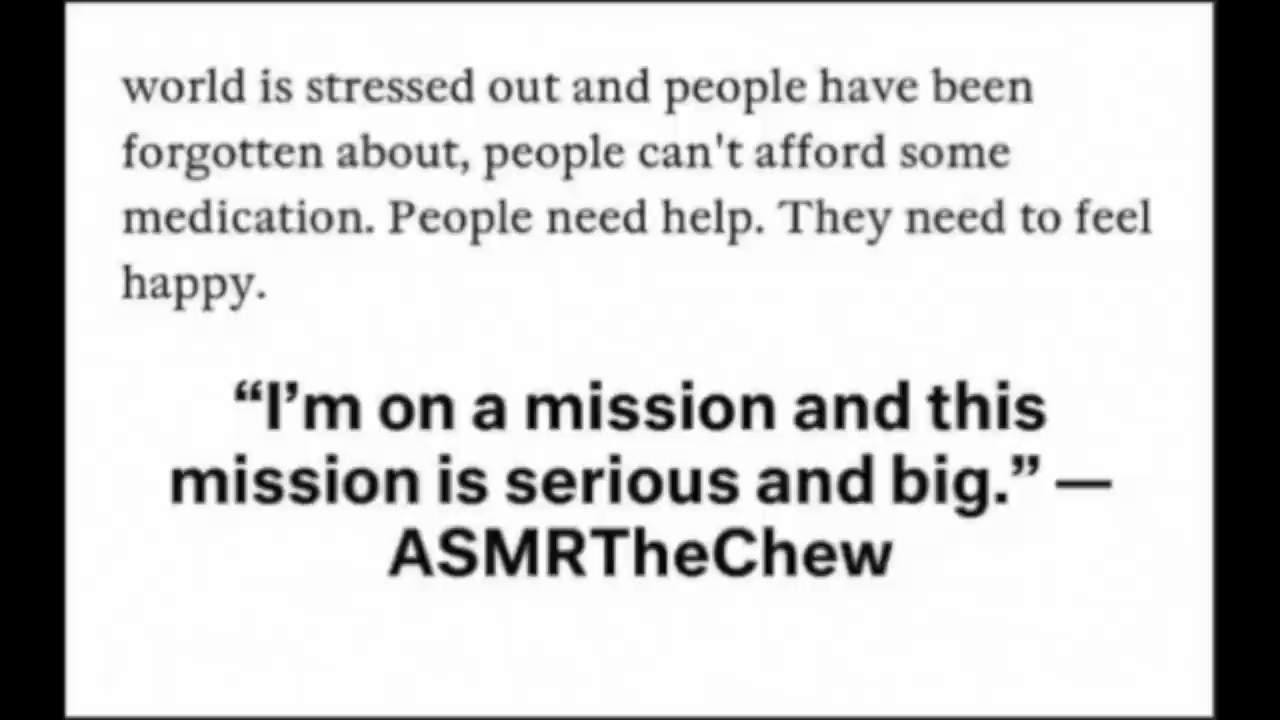 world is stressed out and people have been
forgotten about, people can't afford some
medication. People need help. They need to feel
happy.
“I’m on a mission and this
mission is serious and big.” —
ASMRTheChew